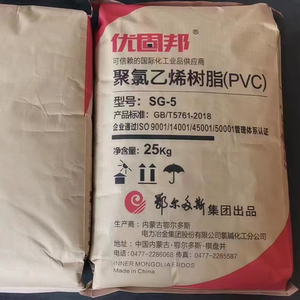 优固邦
可信赖的国际化工业品供应商
聚氯乙烯树脂(PVC)
型号: SG-5
产品标准: GB/T5761-2018
企业通过ISO 9001/14001/45001/50001管理体系认证
净含量: 25Kg
鄂尔多斯集团出品
生产商: 内蒙古鄂尔多斯
电力冶金集团股份有限公司氯碱化工分公司
地址: 中国内蒙古·鄂尔多斯·棋盘井
电话: 0477-2286068 传真: 0477-2265587
INNER MONGOLIA ERDOS
Made in China